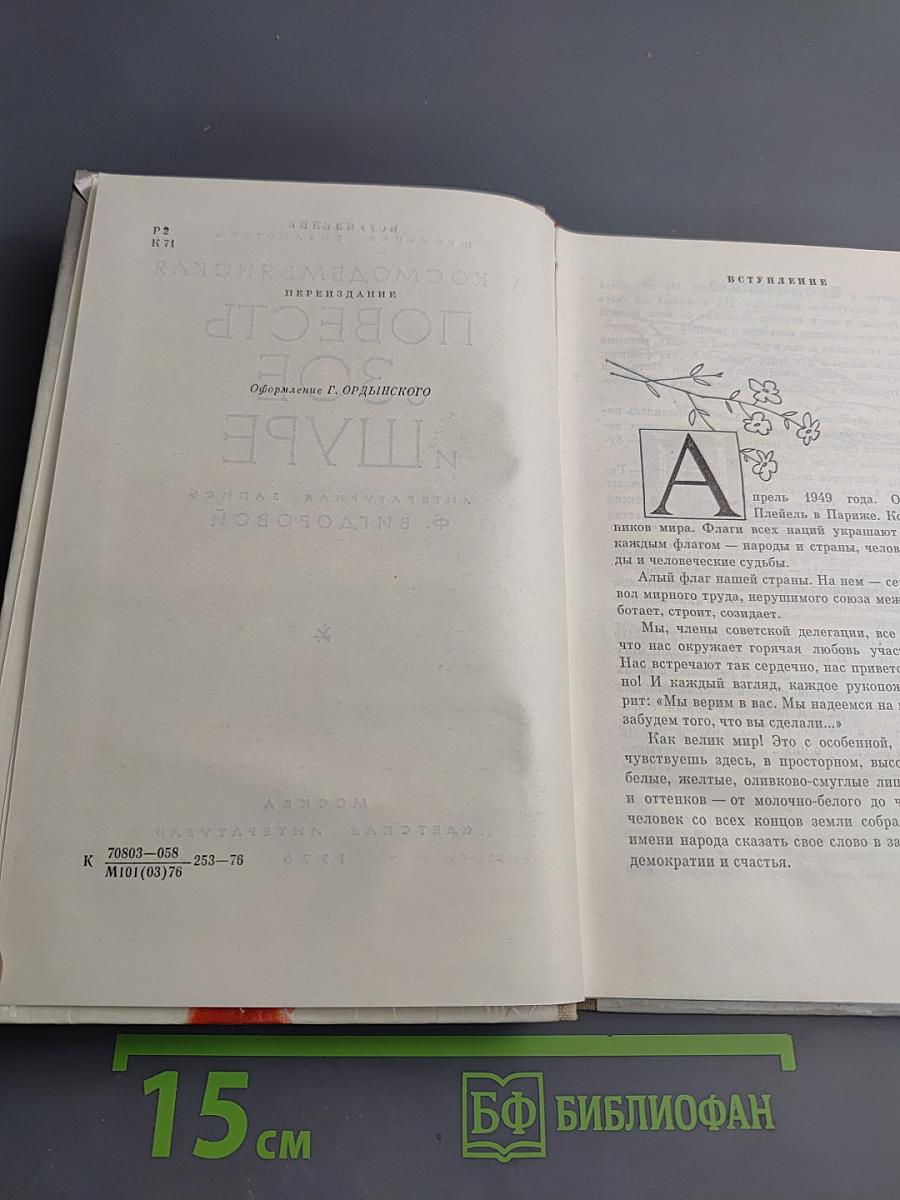 Р2
К 71
ПЕРЕИЗДАНИЕ
Оформление Г. ОРДЫНСКОГО
К 70803—058
М101(03)76 253—76
ВСТУПЛЕНИЕ
Апрель 1949 года.
Плейель в Париже.
ников мира. Флаги всех наций украшают
каждым флагом — народы и страны,
ды и человеческие судьбы.
Алый флаг нашей страны. На нем —
вол мирного труда, нерушимого союза
ботает, строит, созидает.
Мы, члены советской делегации, все
что нас окружает горячая любовь
Нас встречают так сердечно, нас
но! И каждый взгляд, каждое
рит: «Мы верим в вас. Мы надеемся на
забудем того, что вы сделали...»
Как велик мир! Это с особенной,
чувствуешь здесь, в просторном,
белые, желтые, оливково-смуглые
и оттенков — от молочно-белого до
человек со всех концов земли
имени народа сказать свое слово в
демократии и счастья.
15 см
БФ БИБЛИОФАН